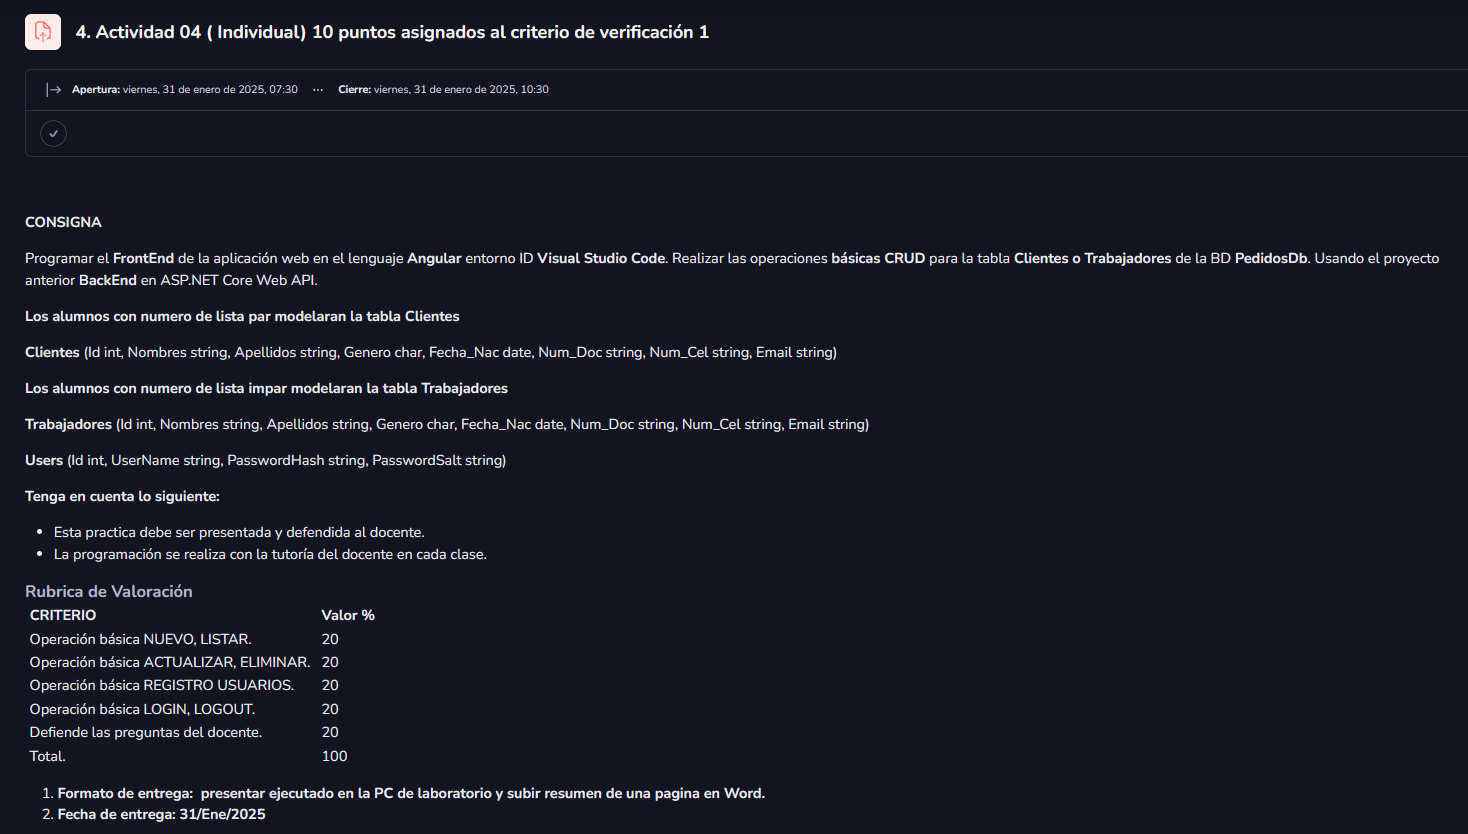 4. Actividad 04 ( Individual) 10 puntos asignados al criterio de verificación 1
Apertura: viernes, 31 de enero de 2025, 07:30 ... Cierre: viernes, 31 de enero de 2025, 10:30
CONSIGNA
Programar el FrontEnd de la aplicación web en el lenguaje Angular entorno ID Visual Studio Code. Realizar las operaciones básicas CRUD para la tabla Clientes o Trabajadores de la BD PedidosDb. Usando el proyecto
anterior BackEnd en ASP.NET Core Web API.
Los alumnos con numero de lista par modelaran la tabla Clientes
Clientes (Id int, Nombres string, Apellidos string, Genero char, Fecha_Nac date, Num_Doc string, Num_Cel string, Email string)
Los alumnos con numero de lista impar modelaran la tabla Trabajadores
Trabajadores (Id int, Nombres string, Apellidos string, Genero char, Fecha_Nac date, Num_Doc string, Num_Cel string, Email string)
Users (Id int, UserName string, PasswordHash string, PasswordSalt string)
Tenga en cuenta lo siguiente:
• Esta practica debe ser presentada y defendida al docente.
• La programación se realiza con la tutoría del docente en cada clase.
Rubrica de Valoración
CRITERIO Valor %
Operación básica NUEVO, LISTAR. 20
Operación básica ACTUALIZAR, ELIMINAR. 20
Operación básica REGISTRO USUARIOS. 20
Operación básica LOGIN, LOGOUT. 20
Defiende las preguntas del docente. 20
Total. 100
1. Formato de entrega: presentar ejecutado en la PC de laboratorio y subir resumen de una pagina en Word.
2. Fecha de entrega: 31/Ene/2025